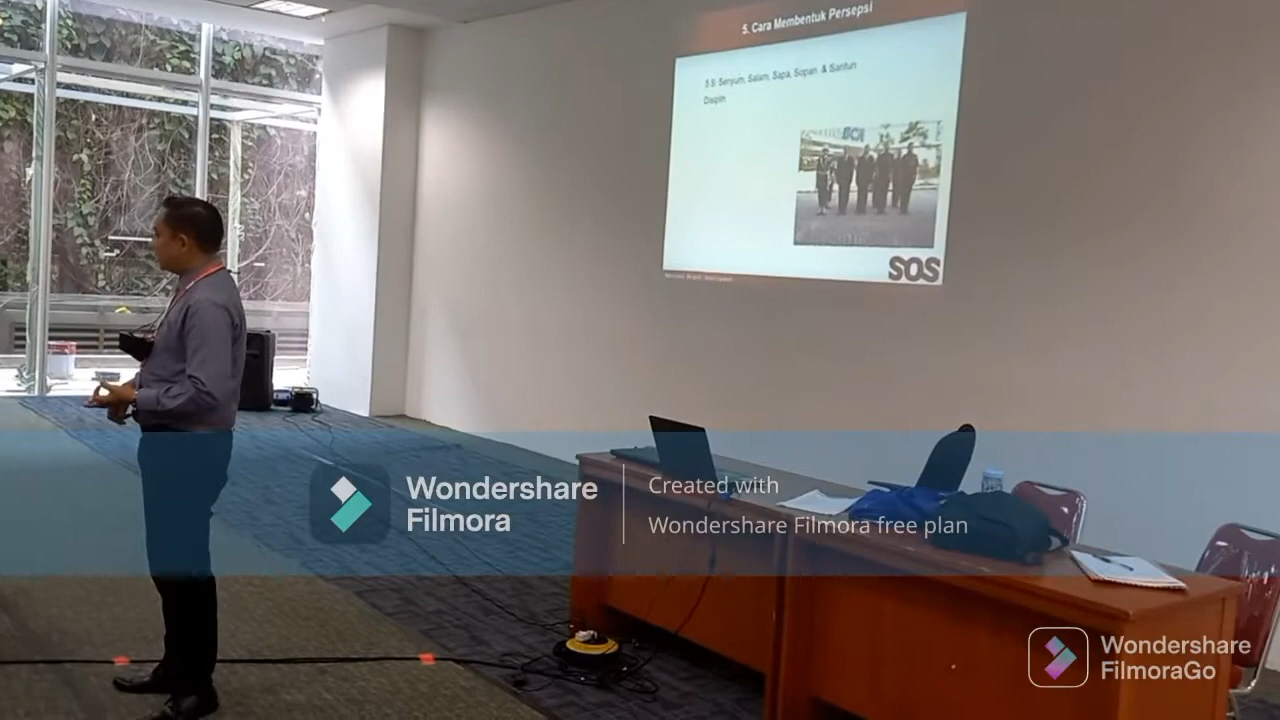 5. Cara Membentuk Persepsi
5 S: Senyum, Salam, Sapa, Sopan & Santun
Disiplin
BCA
SOS
Wondershare
Filmora
Created with
Wondershare Filmora free plan
Wondershare
FilmoraGo